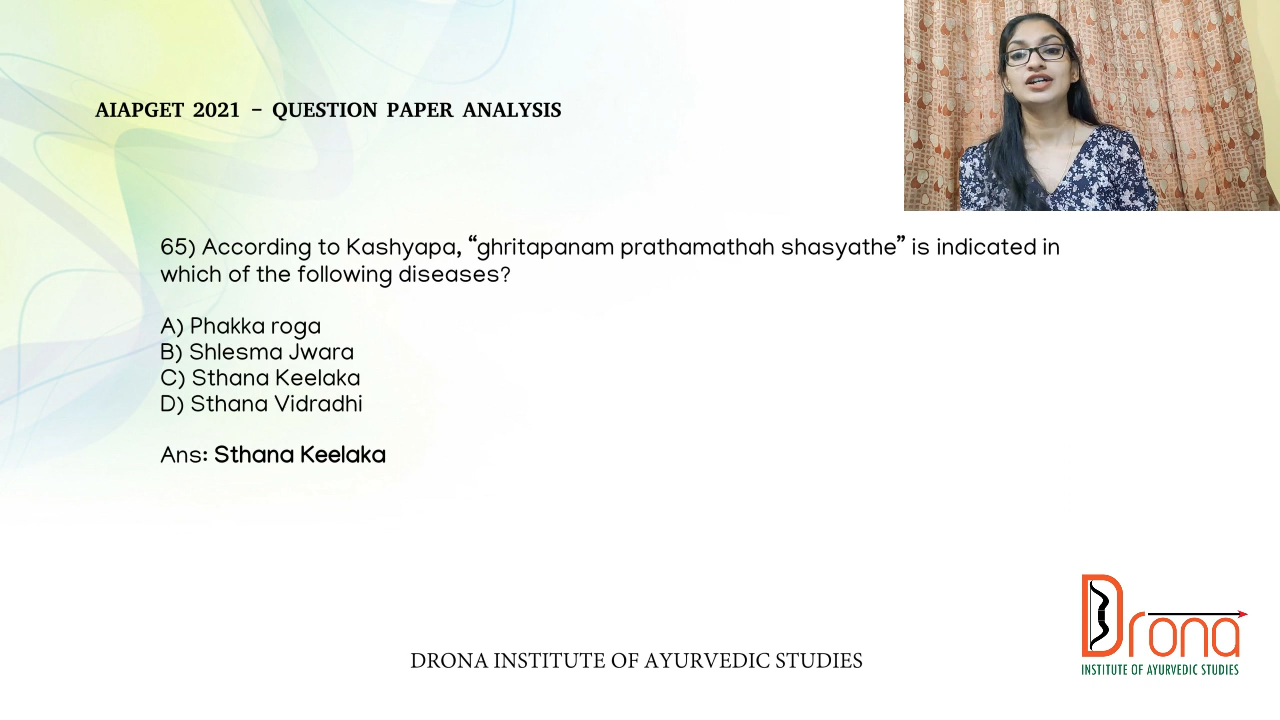 AIAPGET 2021 - QUESTION PAPER ANALYSIS
65) According to Kashyapa, “ghritapanam prathamathah shasyathe” is indicated in
which of the following diseases?
A) Phakka roga
B) Shlesma Jwara
C) Sthana Keelaka
D) Sthana Vidradhi
Ans: Sthana Keelaka
DRONA INSTITUTE OF AYURVEDIC STUDIES
Drona
INSTITUTE OF AYURVEDIC STUDIES